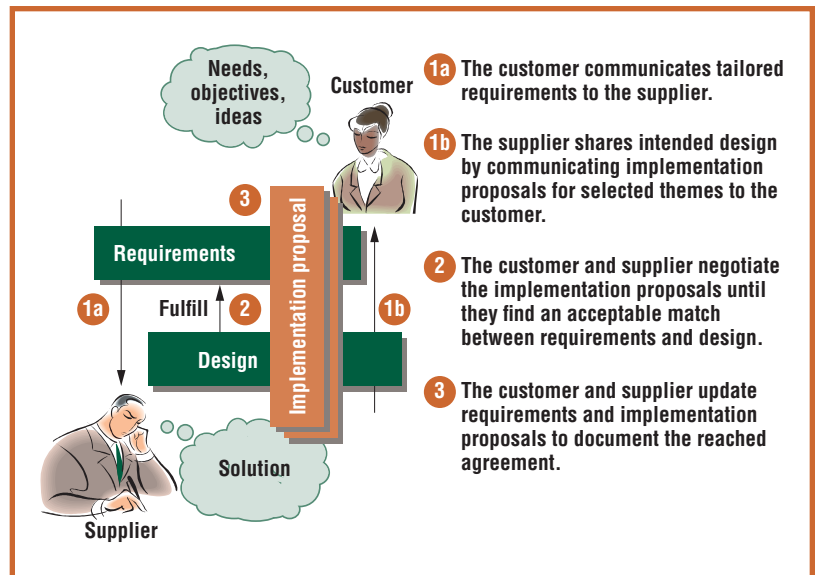 Needs,
objectives,
ideas
Customer
3
Requirements
Implementation proposal
1a
Fulfill
2
1b
Design
Solution
Supplier
1a The customer communicates tailored
requirements to the supplier.
1b The supplier shares intended design
by communicating implementation
proposals for selected themes to the
customer.
2 The customer and supplier negotiate
the implementation proposals until
they find an acceptable match
between requirements and design.
3 The customer and supplier update
requirements and implementation
proposals to document the reached
agreement.